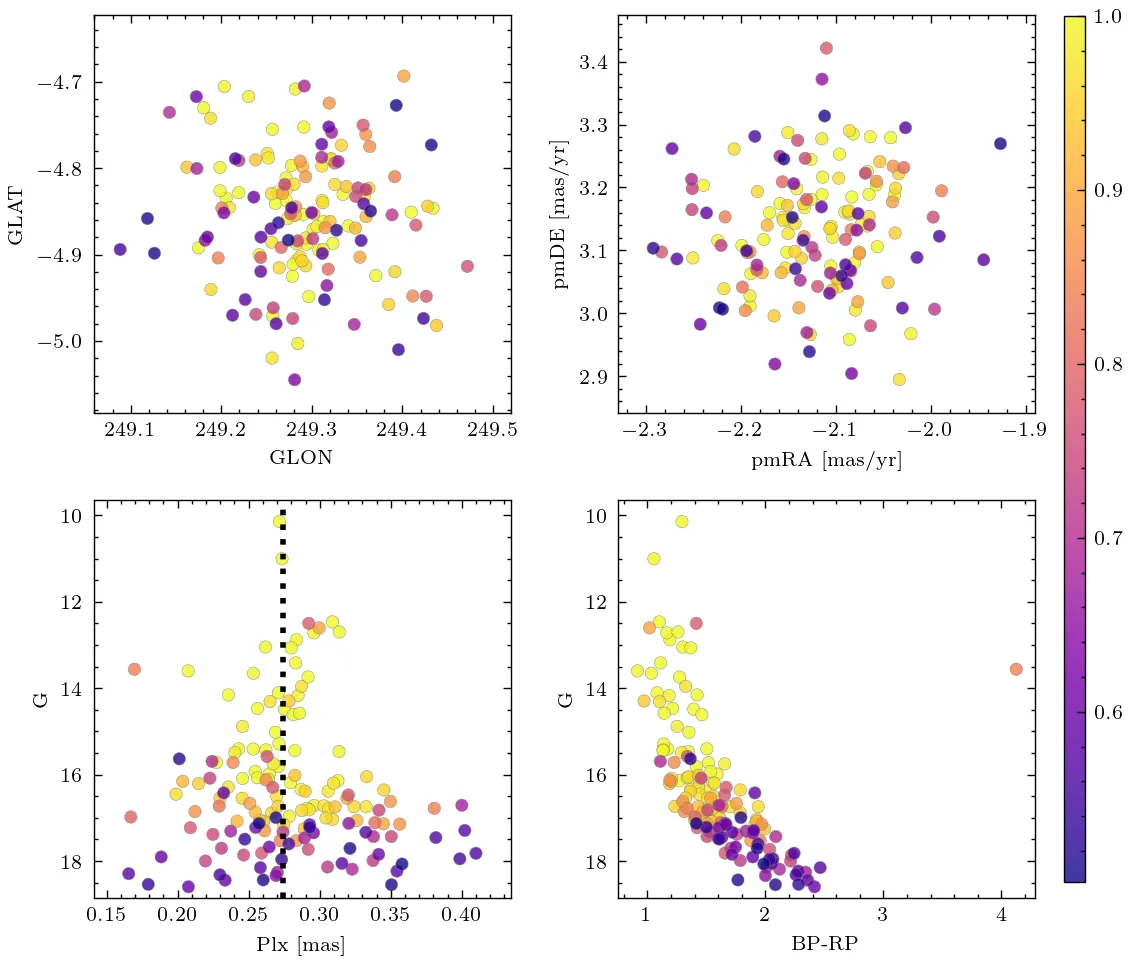 −4.7
−4.8
−4.9
−5.0
GLAT
249.1 249.2 249.3 249.4 249.5
GLON
3.4
3.3
3.2
3.1
3.0
2.9
pmDE [mas/yr]
−2.3 −2.2 −2.1 −2.0 −1.9
pmRA [mas/yr]
10
12
14
16
18
G
0.15 0.20 0.25 0.30 0.35 0.40
Plx [mas]
10
12
14
16
18
G
1 2 3 4
BP-RP
1.0
0.9
0.8
0.7
0.6